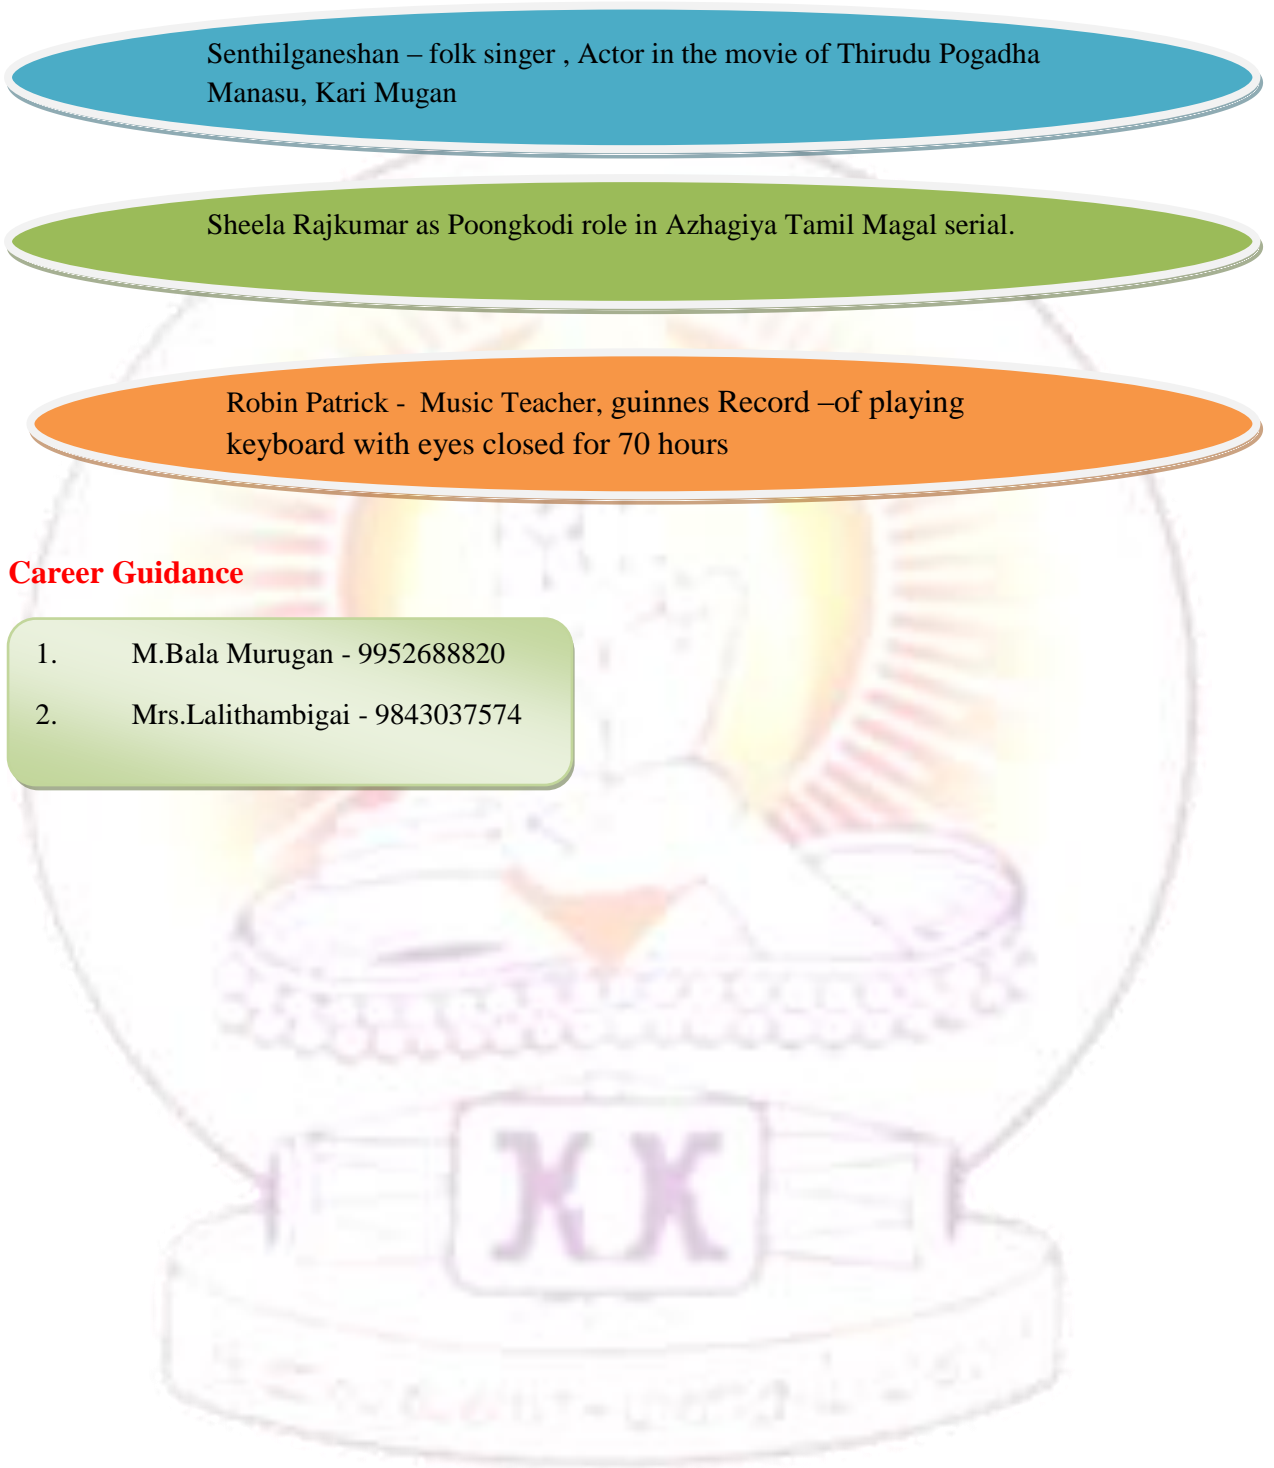 Senthilganeshan – folk singer , Actor in the movie of Thirudu Pogadha
Manasu, Kari Mugan
Sheela Rajkumar as Poongkodi role in Azhagiya Tamil Magal serial.
Robin Patrick - Music Teacher, guinnes Record –of playing
keyboard with eyes closed for 70 hours
Career Guidance
1. M.Bala Murugan - 9952688820
2. Mrs.Lalithambigai - 9843037574